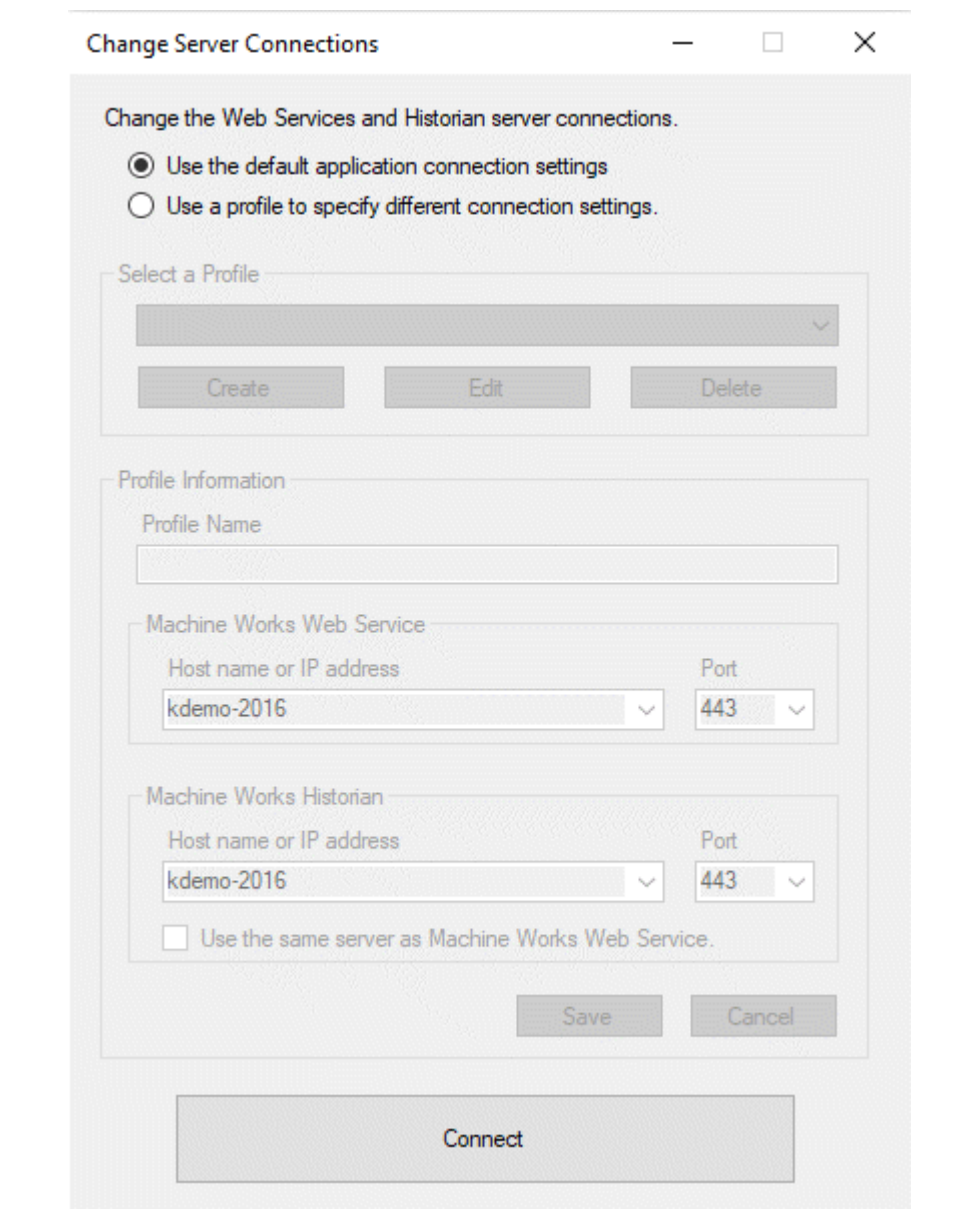 Change Server Connections
Change the Web Services and Historian server connections.
Use the default application connection settings
Use a profile to specify different connection settings.
Select a Profile
Create Edit Delete
Profile Information
Profile Name
Machine Works Web Service
Host name or IP address Port
kdemo-2016 443
Machine Works Historian
Host name or IP address Port
kdemo-2016 443
Use the same server as Machine Works Web Service.
Save Cancel
Connect